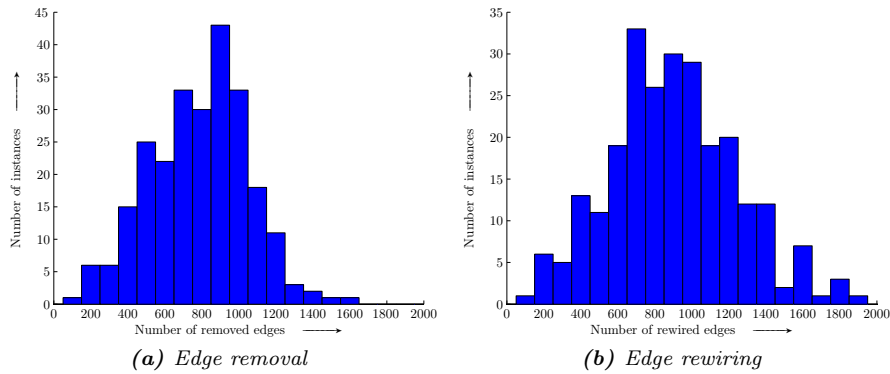 45
40
35
30
25
20
15
10
5
0
Number of instances
0 200 400 600 800 1000 1200 1400 1600 1800 2000
Number of removed edges
(a) Edge removal
35
30
25
20
15
10
5
0
Number of instances
0 200 400 600 800 1000 1200 1400 1600 1800 2000
Number of rewired edges
(b) Edge rewiring